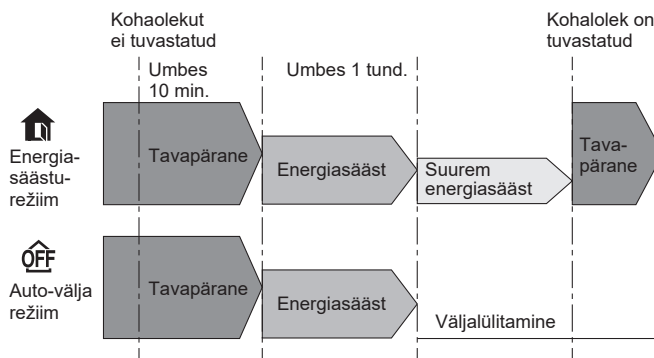 Kohaolekut
ei tuvastatud
Kohalolek on
tuvastatud
Umbes
10 min.
Umbes 1 tund.
Energia-
säästu-
režiim
Tavapärane
Energiasääst
Suurem
energiasääst
Tava-
pärane
OFF
Auto-välja
režiim
Tavapärane
Energiasääst
Väljalülitamine